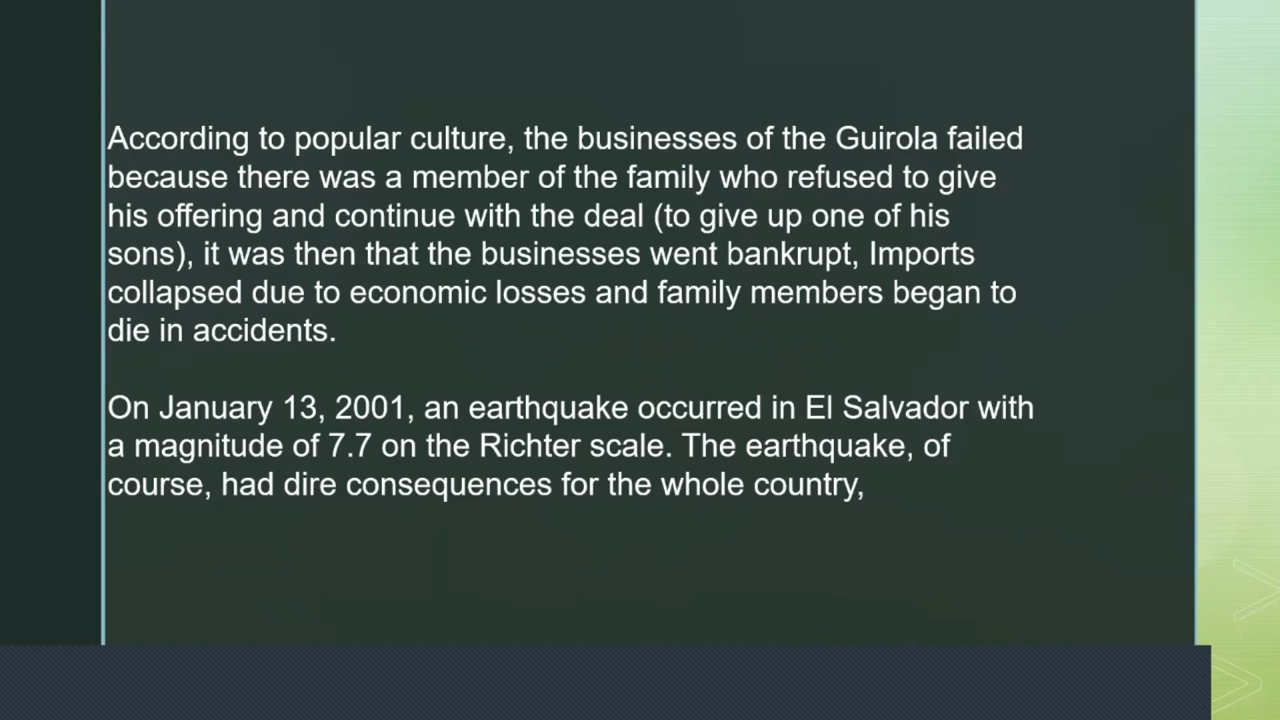 According to popular culture, the businesses of the Guirola failed
because there was a member of the family who refused to give
his offering and continue with the deal (to give up one of his
sons), it was then that the businesses went bankrupt, Imports
collapsed due to economic losses and family members began to
die in accidents.
On January 13, 2001, an earthquake occurred in El Salvador with
a magnitude of 7.7 on the Richter scale. The earthquake, of
course, had dire consequences for the whole country,